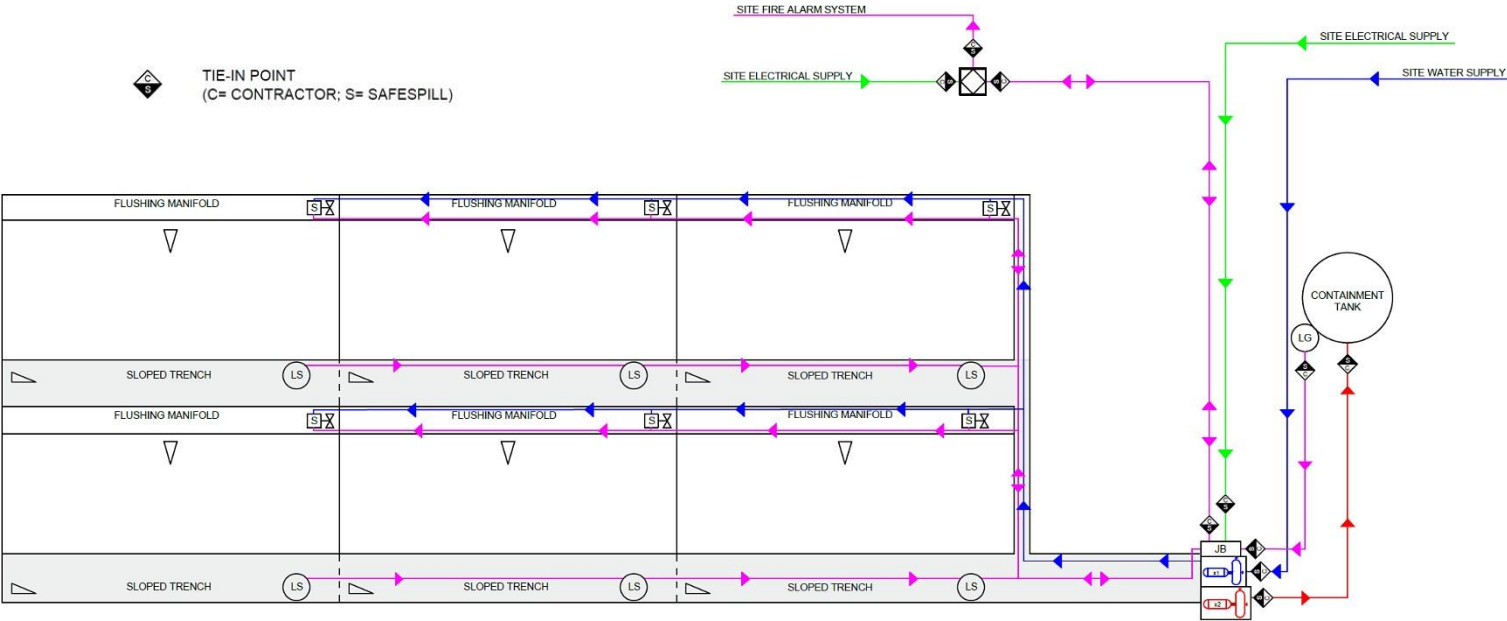 SITE FIRE ALARM SYSTEM
SITE ELECTRICAL SUPPLY
C
S
TIE-IN POINT
(C= CONTRACTOR; S= SAFESPILL)
SITE ELECTRICAL SUPPLY
C
S
S
C
S
C
SITE WATER SUPPLY
FLUSHING MANIFOLD
S
FLUSHING MANIFOLD
S
FLUSHING MANIFOLD
S
CONTAINMENT
TANK
LG
S
C
S
C
SLOPED TRENCH
LS
SLOPED TRENCH
LS
SLOPED TRENCH
LS
FLUSHING MANIFOLD
S
FLUSHING MANIFOLD
S
FLUSHING MANIFOLD
S
C
S
C
S
JB
S
C
x1
S
C
SLOPED TRENCH
LS
SLOPED TRENCH
LS
SLOPED TRENCH
LS
x2
S
C